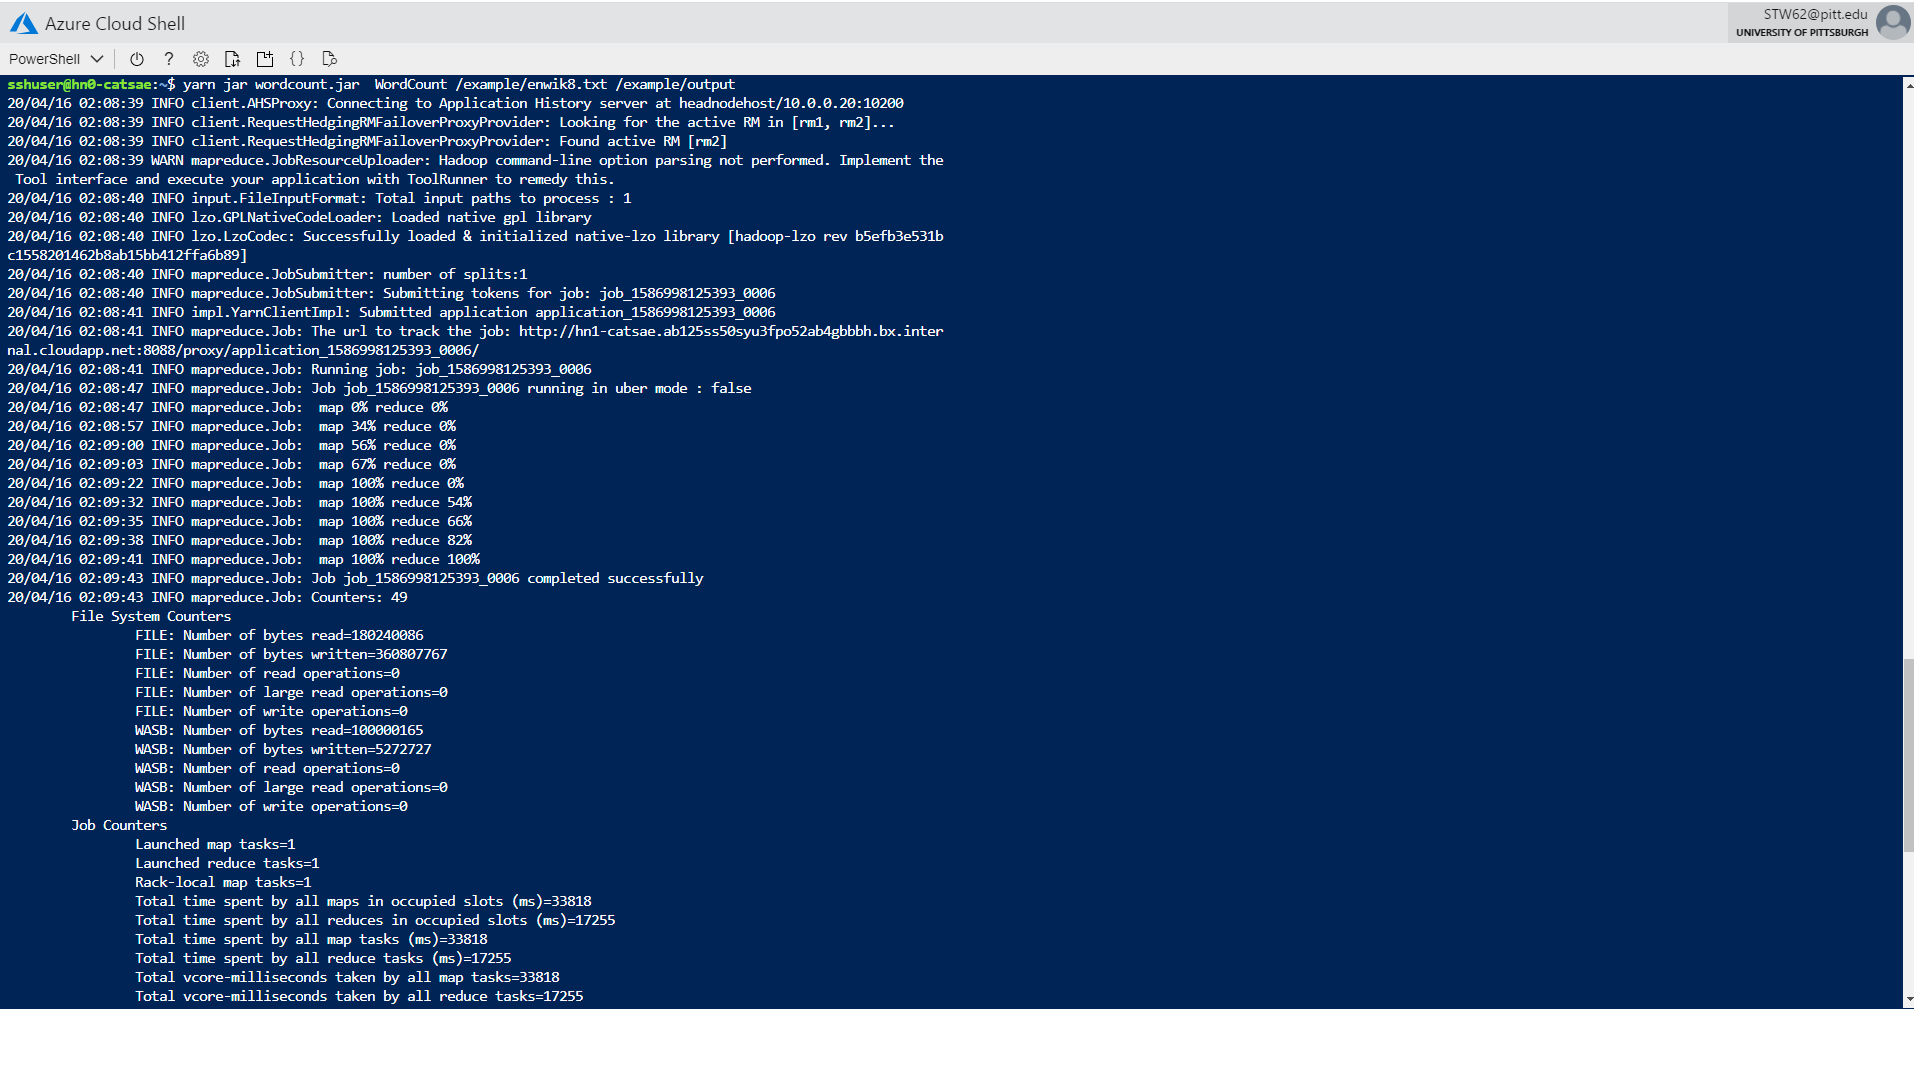 Azure Cloud Shell
STW62@pitt.edu
UNIVERSITY OF PITTSBURGH
PowerShell
sshuser@hn0-catsae:~$ yarn jar wordcount.jar  WordCount /example/enwik8.txt /example/output
20/04/16 02:08:39 INFO client.AHSProxy: Connecting to Application History server at headnodehost/10.0.0.20:10200
20/04/16 02:08:39 INFO client.RequestHedgingRMFailoverProxyProvider: Looking for the active RM in [rm1, rm2]...
20/04/16 02:08:39 INFO client.RequestHedgingRMFailoverProxyProvider: Found active RM [rm2]
20/04/16 02:08:39 WARN mapreduce.JobResourceUploader: Hadoop command-line option parsing not performed. Implement the
 Tool interface and execute your application with ToolRunner to remedy this.
20/04/16 02:08:40 INFO input.FileInputFormat: Total input paths to process : 1
20/04/16 02:08:40 INFO lzo.GPLNativeCodeLoader: Loaded native gpl library
20/04/16 02:08:40 INFO lzo.LzoCodec: Successfully loaded & initialized native-lzo library [hadoop-lzo rev b5efb3e531b
c1558201462b8ab15bb412ffa6b89]
20/04/16 02:08:40 INFO mapreduce.JobSubmitter: number of splits:1
20/04/16 02:08:40 INFO mapreduce.JobSubmitter: Submitting tokens for job: job_1586998125393_0006
20/04/16 02:08:41 INFO impl.YarnClientImpl: Submitted application application_1586998125393_0006
20/04/16 02:08:41 INFO mapreduce.Job: The url to track the job: http://hn1-catsae.ab125ss50syu3fpo52ab4gbbbh.bx.inter
nal.cloudapp.net:8088/proxy/application_1586998125393_0006/
20/04/16 02:08:41 INFO mapreduce.Job: Running job: job_1586998125393_0006
20/04/16 02:08:47 INFO mapreduce.Job: Job job_1586998125393_0006 running in uber mode : false
20/04/16 02:08:47 INFO mapreduce.Job:  map 0% reduce 0%
20/04/16 02:08:57 INFO mapreduce.Job:  map 34% reduce 0%
20/04/16 02:09:00 INFO mapreduce.Job:  map 56% reduce 0%
20/04/16 02:09:03 INFO mapreduce.Job:  map 67% reduce 0%
20/04/16 02:09:22 INFO mapreduce.Job:  map 100% reduce 0%
20/04/16 02:09:32 INFO mapreduce.Job:  map 100% reduce 54%
20/04/16 02:09:35 INFO mapreduce.Job:  map 100% reduce 66%
20/04/16 02:09:38 INFO mapreduce.Job:  map 100% reduce 82%
20/04/16 02:09:41 INFO mapreduce.Job:  map 100% reduce 100%
20/04/16 02:09:43 INFO mapreduce.Job: Job job_1586998125393_0006 completed successfully
20/04/16 02:09:43 INFO mapreduce.Job: Counters: 49
File System Counters
FILE: Number of bytes read=180240086
FILE: Number of bytes written=360807767
FILE: Number of read operations=0
FILE: Number of large read operations=0
FILE: Number of write operations=0
WASB: Number of bytes read=100000165
WASB: Number of bytes written=5272727
WASB: Number of read operations=0
WASB: Number of large read operations=0
WASB: Number of write operations=0
Job Counters
Launched map tasks=1
Launched reduce tasks=1
Rack-local map tasks=1
Total time spent by all maps in occupied slots (ms)=33818
Total time spent by all reduces in occupied slots (ms)=17255
Total time spent by all map tasks (ms)=33818
Total time spent by all reduce tasks (ms)=17255
Total vcore-milliseconds taken by all map tasks=33818
Total vcore-milliseconds taken by all reduce tasks=17255